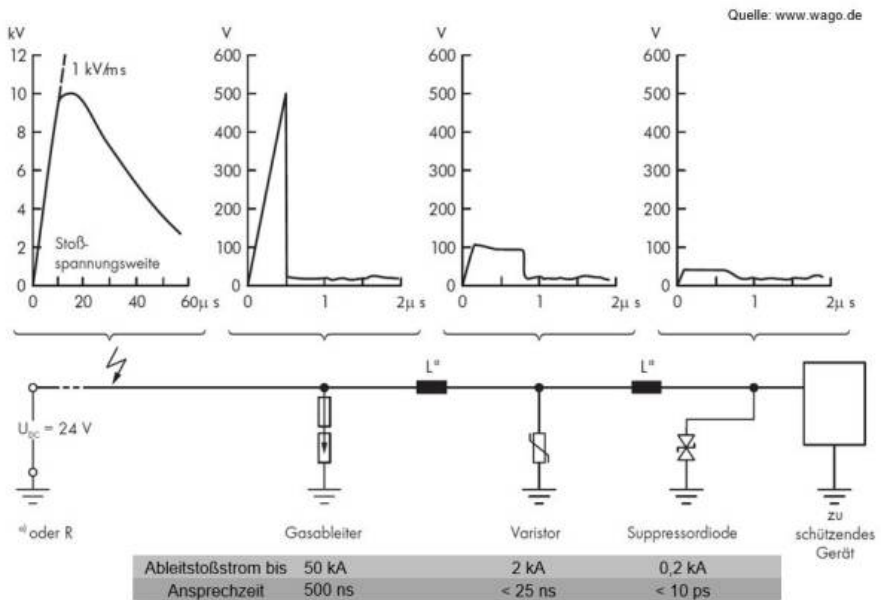 Quelle: www.wago.de
kV V V V
12 600 600 600
1 kV/ms
10 500 500 500
8 400 400 400
6 300 300 300
4 200 200 200
2 100 100 100
Stoß-
spannungsweite
0 0 0 0
0 20 40 60µ s 0 1 2µ s 0 1 2µ s 0 1 2µ s
L*) L*)
U_DC = 24 V
*) oder R Gasableiter Varistor Suppressordiode zu
schützendes
Gerät
Ableitstoßstrom bis 50 kA 2 kA 0,2 kA
Ansprechzeit 500 ns < 25 ns < 10 ps